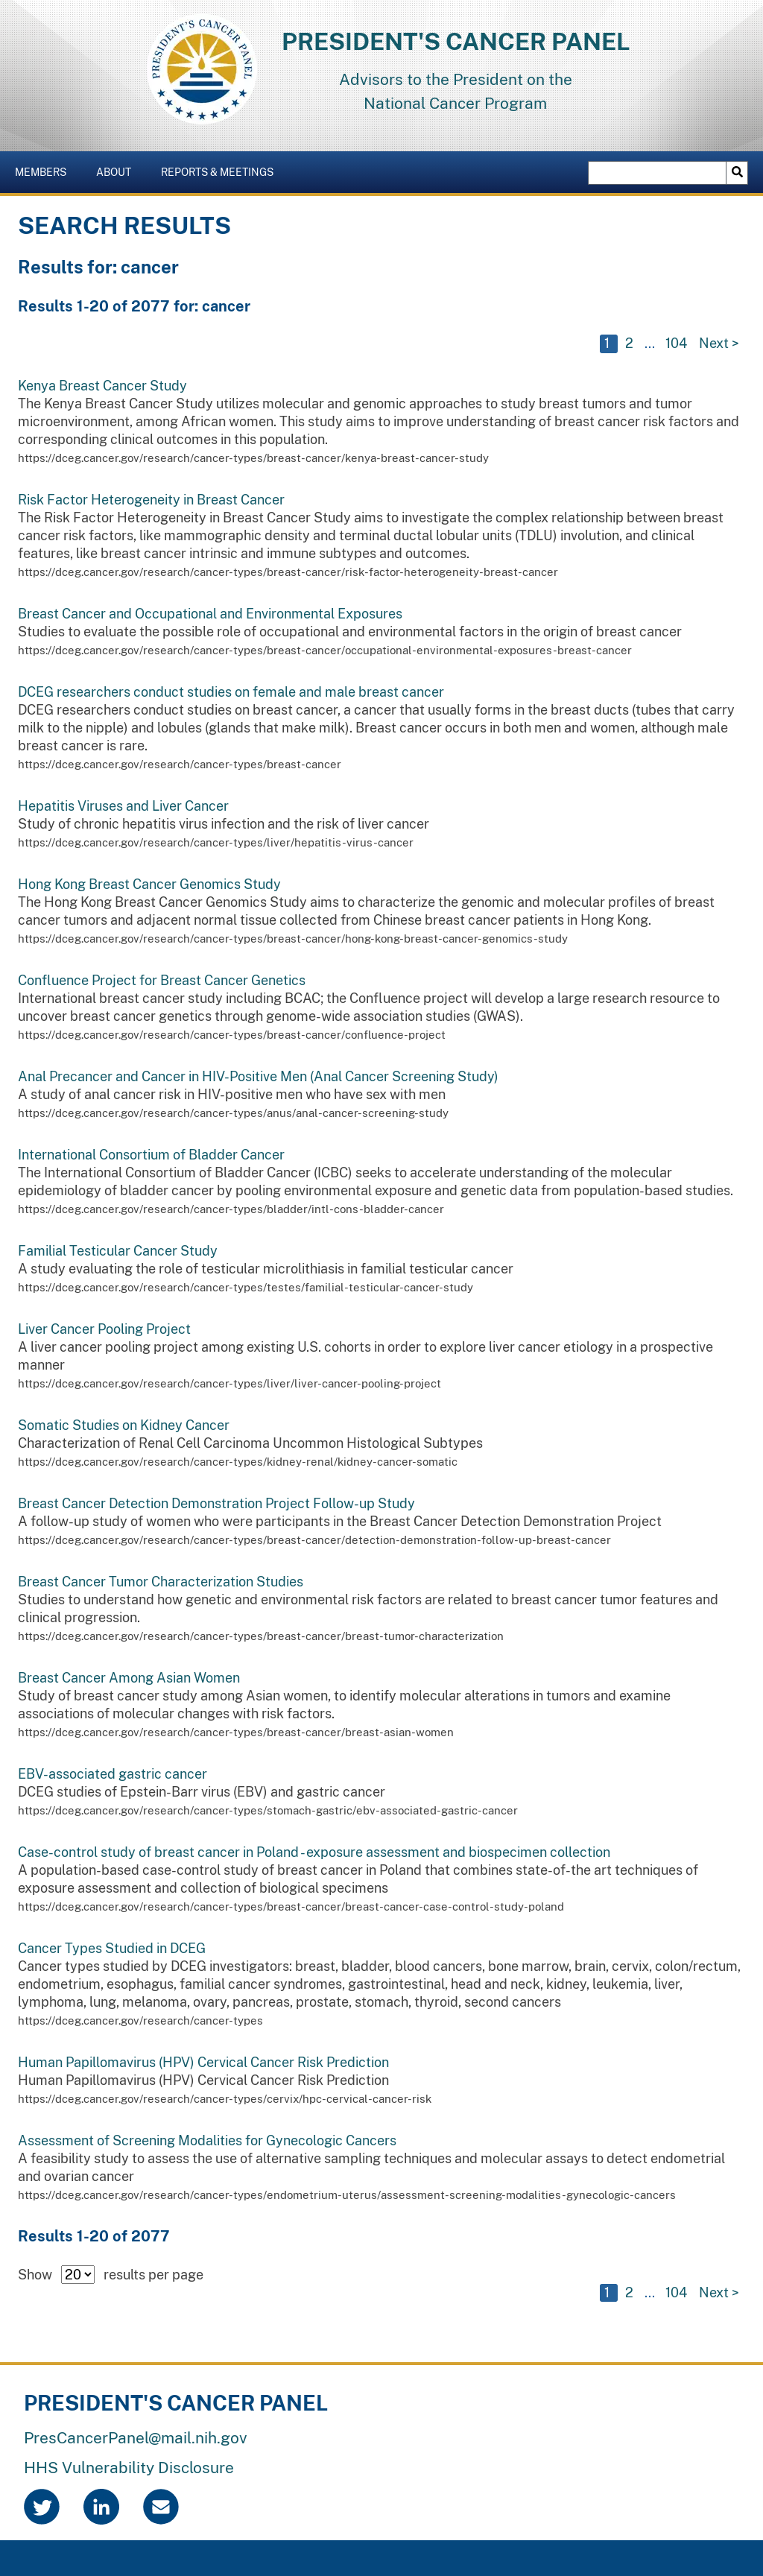 PRESIDENT'S CANCER PANEL
PRESIDENT'S CANCER PANEL
Advisors to the President on the
National Cancer Program
MEMBERS ABOUT REPORTS & MEETINGS
SEARCH RESULTS
Results for: cancer
Results 1-20 of 2077 for: cancer
1 2 ... 104 Next >
Kenya Breast Cancer Study
The Kenya Breast Cancer Study utilizes molecular and genomic approaches to study breast tumors and tumor
microenvironment, among African women. This study aims to improve understanding of breast cancer risk factors and
corresponding clinical outcomes in this population.
https://dceg.cancer.gov/research/cancer-types/breast-cancer/kenya-breast-cancer-study
Risk Factor Heterogeneity in Breast Cancer
The Risk Factor Heterogeneity in Breast Cancer Study aims to investigate the complex relationship between breast
cancer risk factors, like mammographic density and terminal ductal lobular units (TDLU) involution, and clinical
features, like breast cancer intrinsic and immune subtypes and outcomes.
https://dceg.cancer.gov/research/cancer-types/breast-cancer/risk-factor-heterogeneity-breast-cancer
Breast Cancer and Occupational and Environmental Exposures
Studies to evaluate the possible role of occupational and environmental factors in the origin of breast cancer
https://dceg.cancer.gov/research/cancer-types/breast-cancer/occupational-environmental-exposures-breast-cancer
DCEG researchers conduct studies on female and male breast cancer
DCEG researchers conduct studies on breast cancer, a cancer that usually forms in the breast ducts (tubes that carry
milk to the nipple) and lobules (glands that make milk). Breast cancer occurs in both men and women, although male
breast cancer is rare.
https://dceg.cancer.gov/research/cancer-types/breast-cancer
Hepatitis Viruses and Liver Cancer
Study of chronic hepatitis virus infection and the risk of liver cancer
https://dceg.cancer.gov/research/cancer-types/liver/hepatitis-virus-cancer
Hong Kong Breast Cancer Genomics Study
The Hong Kong Breast Cancer Genomics Study aims to characterize the genomic and molecular profiles of breast
cancer tumors and adjacent normal tissue collected from Chinese breast cancer patients in Hong Kong.
https://dceg.cancer.gov/research/cancer-types/breast-cancer/hong-kong-breast-cancer-genomics-study
Confluence Project for Breast Cancer Genetics
International breast cancer study including BCAC; the Confluence project will develop a large research resource to
uncover breast cancer genetics through genome-wide association studies (GWAS).
https://dceg.cancer.gov/research/cancer-types/breast-cancer/confluence-project
Anal Precancer and Cancer in HIV-Positive Men (Anal Cancer Screening Study)
A study of anal cancer risk in HIV-positive men who have sex with men
https://dceg.cancer.gov/research/cancer-types/anus/anal-cancer-screening-study
International Consortium of Bladder Cancer
The International Consortium of Bladder Cancer (ICBC) seeks to accelerate understanding of the molecular
epidemiology of bladder cancer by pooling environmental exposure and genetic data from population-based studies.
https://dceg.cancer.gov/research/cancer-types/bladder/intl-cons-bladder-cancer
Familial Testicular Cancer Study
A study evaluating the role of testicular microlithiasis in familial testicular cancer
https://dceg.cancer.gov/research/cancer-types/testes/familial-testicular-cancer-study
Liver Cancer Pooling Project
A liver cancer pooling project among existing U.S. cohorts in order to explore liver cancer etiology in a prospective
manner
https://dceg.cancer.gov/research/cancer-types/liver/liver-cancer-pooling-project
Somatic Studies on Kidney Cancer
Characterization of Renal Cell Carcinoma Uncommon Histological Subtypes
https://dceg.cancer.gov/research/cancer-types/kidney-renal/kidney-cancer-somatic
Breast Cancer Detection Demonstration Project Follow-up Study
A follow-up study of women who were participants in the Breast Cancer Detection Demonstration Project
https://dceg.cancer.gov/research/cancer-types/breast-cancer/detection-demonstration-follow-up-breast-cancer
Breast Cancer Tumor Characterization Studies
Studies to understand how genetic and environmental risk factors are related to breast cancer tumor features and
clinical progression.
https://dceg.cancer.gov/research/cancer-types/breast-cancer/breast-tumor-characterization
Breast Cancer Among Asian Women
Study of breast cancer study among Asian women, to identify molecular alterations in tumors and examine
associations of molecular changes with risk factors.
https://dceg.cancer.gov/research/cancer-types/breast-cancer/breast-asian-women
EBV-associated gastric cancer
DCEG studies of Epstein-Barr virus (EBV) and gastric cancer
https://dceg.cancer.gov/research/cancer-types/stomach-gastric/ebv-associated-gastric-cancer
Case-control study of breast cancer in Poland - exposure assessment and biospecimen collection
A population-based case-control study of breast cancer in Poland that combines state-of-the art techniques of
exposure assessment and collection of biological specimens
https://dceg.cancer.gov/research/cancer-types/breast-cancer/breast-cancer-case-control-study-poland
Cancer Types Studied in DCEG
Cancer types studied by DCEG investigators: breast, bladder, blood cancers, bone marrow, brain, cervix, colon/rectum,
endometrium, esophagus, familial cancer syndromes, gastrointestinal, head and neck, kidney, leukemia, liver,
lymphoma, lung, melanoma, ovary, pancreas, prostate, stomach, thyroid, second cancers
https://dceg.cancer.gov/research/cancer-types
Human Papillomavirus (HPV) Cervical Cancer Risk Prediction
Human Papillomavirus (HPV) Cervical Cancer Risk Prediction
https://dceg.cancer.gov/research/cancer-types/cervix/hpc-cervical-cancer-risk
Assessment of Screening Modalities for Gynecologic Cancers
A feasibility study to assess the use of alternative sampling techniques and molecular assays to detect endometrial
and ovarian cancer
https://dceg.cancer.gov/research/cancer-types/endometrium-uterus/assessment-screening-modalities-gynecologic-cancers
Results 1-20 of 2077
Show 20 results per page
1 2 ... 104 Next >
PRESIDENT'S CANCER PANEL
PresCancerPanel@mail.nih.gov
HHS Vulnerability Disclosure